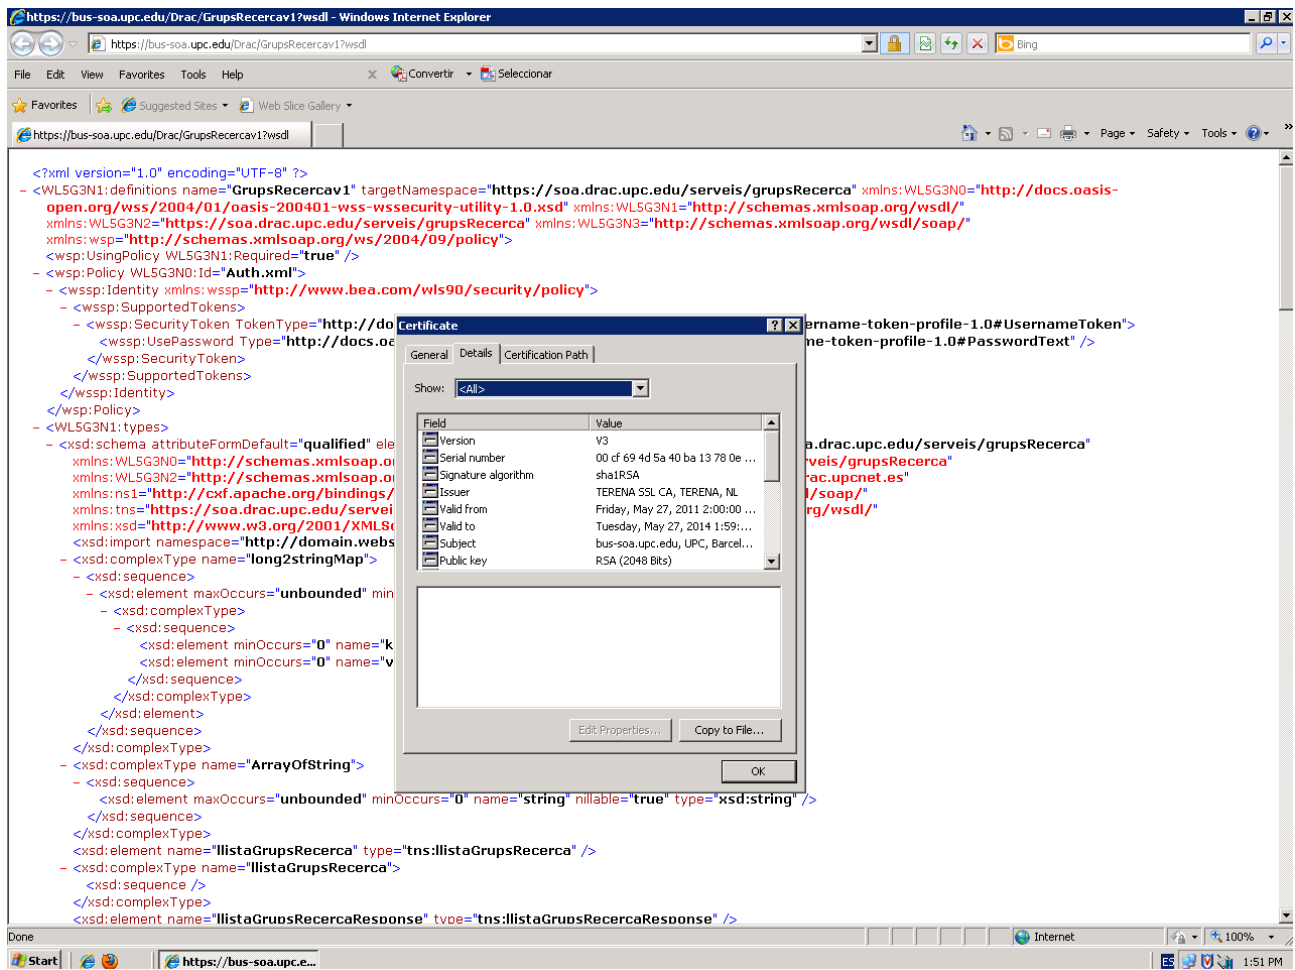 https://bus-soa.upc.edu/Drac/GrupsRecercav1?wsdl - Windows Internet Explorer
https://bus-soa.upc.edu/Drac/GrupsRecercav1?wsdl
Bing
File Edit View Favorites Tools Help
x Convertir Seleccionar
Favorites Suggested Sites Web Slice Gallery
https://bus-soa.upc.edu/Drac/GrupsRecercav1?wsdl
Page Safety Tools »
<?xml version="1.0" encoding="UTF-8" ?>
- <WL5G3N1:definitions name="GrupsRecercav1" targetNamespace="https://soa.drac.upc.edu/serveis/grupsRecerca" xmlns:WL5G3N0="http://docs.oasis-
open.org/wss/2004/01/oasis-200401-wss-wssecurity-utility-1.0.xsd" xmlns:WL5G3N1="http://schemas.xmlsoap.org/wsdl/"
xmlns:WL5G3N2="https://soa.drac.upc.edu/serveis/grupsRecerca" xmlns:WL5G3N3="http://schemas.xmlsoap.org/wsdl/soap/"
xmlns:wsp="http://schemas.xmlsoap.org/ws/2004/09/policy">
<wsp:UsingPolicy WL5G3N1:Required="true" />
- <wsp:Policy WL5G3N0:Id="Auth.xml">
- <wssp:Identity xmlns:wssp="http://www.bea.com/wls90/security/policy">
- <wssp:SupportedTokens>
- <wssp:SecurityToken TokenType="http://do
ername-token-profile-1.0#UsernameToken">
<wssp:UsePassword Type="http://docs.oa
me-token-profile-1.0#PasswordText" />
</wssp:SecurityToken>
</wssp:SupportedTokens>
</wssp:Identity>
</wsp:Policy>
- <WL5G3N1:types>
- <xsd:schema attributeFormDefault="qualified" ele
a.drac.upc.edu/serveis/grupsRecerca"
xmlns:WL5G3N0="http://schemas.xmlsoap.o
rveis/grupsRecerca"
xmlns:WL5G3N2="http://schemas.xmlsoap.o
rac.upcnet.es"
xmlns:ns1="http://cxf.apache.org/bindings/
l/soap/"
xmlns:tns="https://soa.drac.upc.edu/servei
rg/wsdl/"
xmlns:xsd="http://www.w3.org/2001/XMLSc
<xsd:import namespace="http://domain.webs
- <xsd:complexType name="long2stringMap">
- <xsd:sequence>
- <xsd:element maxOccurs="unbounded" min
- <xsd:complexType>
- <xsd:sequence>
<xsd:element minOccurs="0" name="k
<xsd:element minOccurs="0" name="v
</xsd:sequence>
</xsd:complexType>
</xsd:element>
</xsd:sequence>
</xsd:complexType>
- <xsd:complexType name="ArrayOfString">
- <xsd:sequence>
<xsd:element maxOccurs="unbounded" minOccurs="0" name="string" nillable="true" type="xsd:string" />
</xsd:sequence>
</xsd:complexType>
<xsd:element name="llistaGrupsRecerca" type="tns:llistaGrupsRecerca" />
- <xsd:complexType name="llistaGrupsRecerca">
<xsd:sequence />
</xsd:complexType>
<xsd:element name="llistaGrupsRecercaResponse" type="tns:llistaGrupsRecercaResponse" />
Certificate
General Details Certification Path
Show: <All>
Field Value
Version V3
Serial number 00 cf 69 4d 5a 40 ba 13 78 0e ...
Signature algorithm sha1RSA
Issuer TERENA SSL CA, TERENA, NL
Valid from Friday, May 27, 2011 2:00:00 ...
Valid to Tuesday, May 27, 2014 1:59:...
Subject bus-soa.upc.edu, UPC, Barcel...
Public key RSA (2048 Bits)
Edit Properties... Copy to File...
OK
Done Internet 100%
Start https://bus-soa.upc.e... ES 1:51 PM